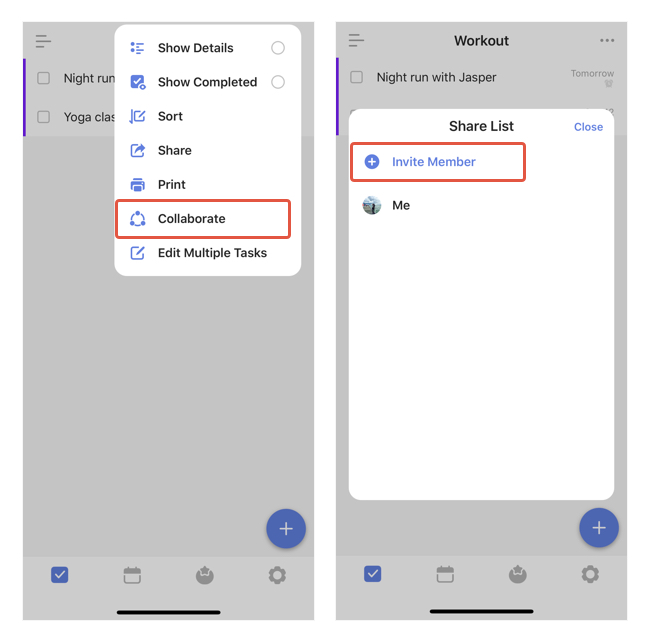 Show Details
Show Completed
Sort
Share
Print
Collaborate
Edit Multiple Tasks
Night run
Yoga clas
Workout
Night run with Jasper
Tomorrow
Share List
Close
Invite Member
Me